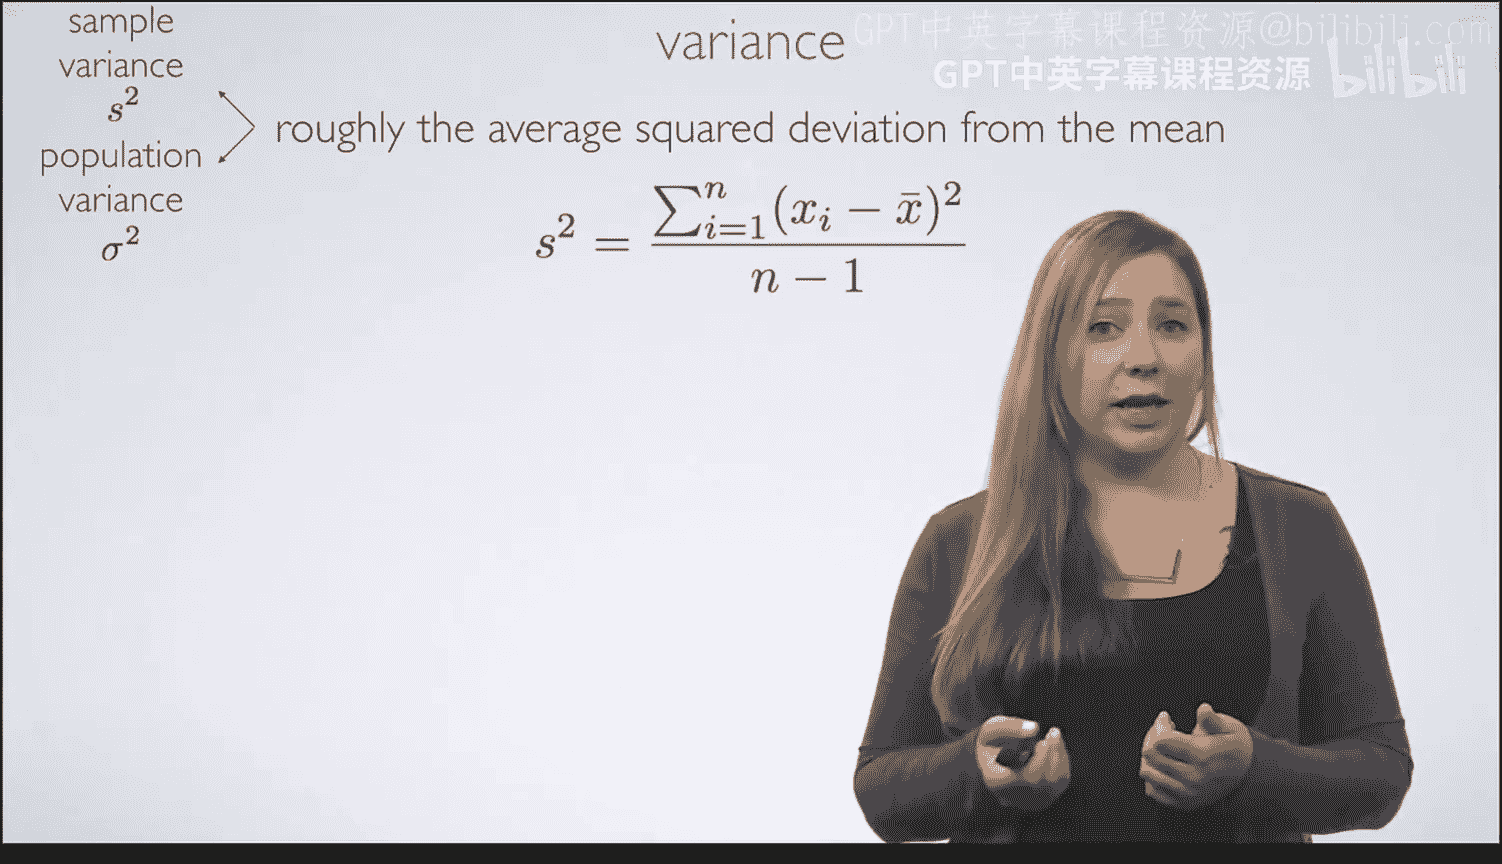 GPT中英字幕课程资源@bilibili.com
GPT中英字幕课程资源 bilibili
variance
sample
variance
s²
population
variance
σ²
roughly the average squared deviation from the mean
s² = ∑ⁿᵢ₌₁(xᵢ − x̄)² / n − 1